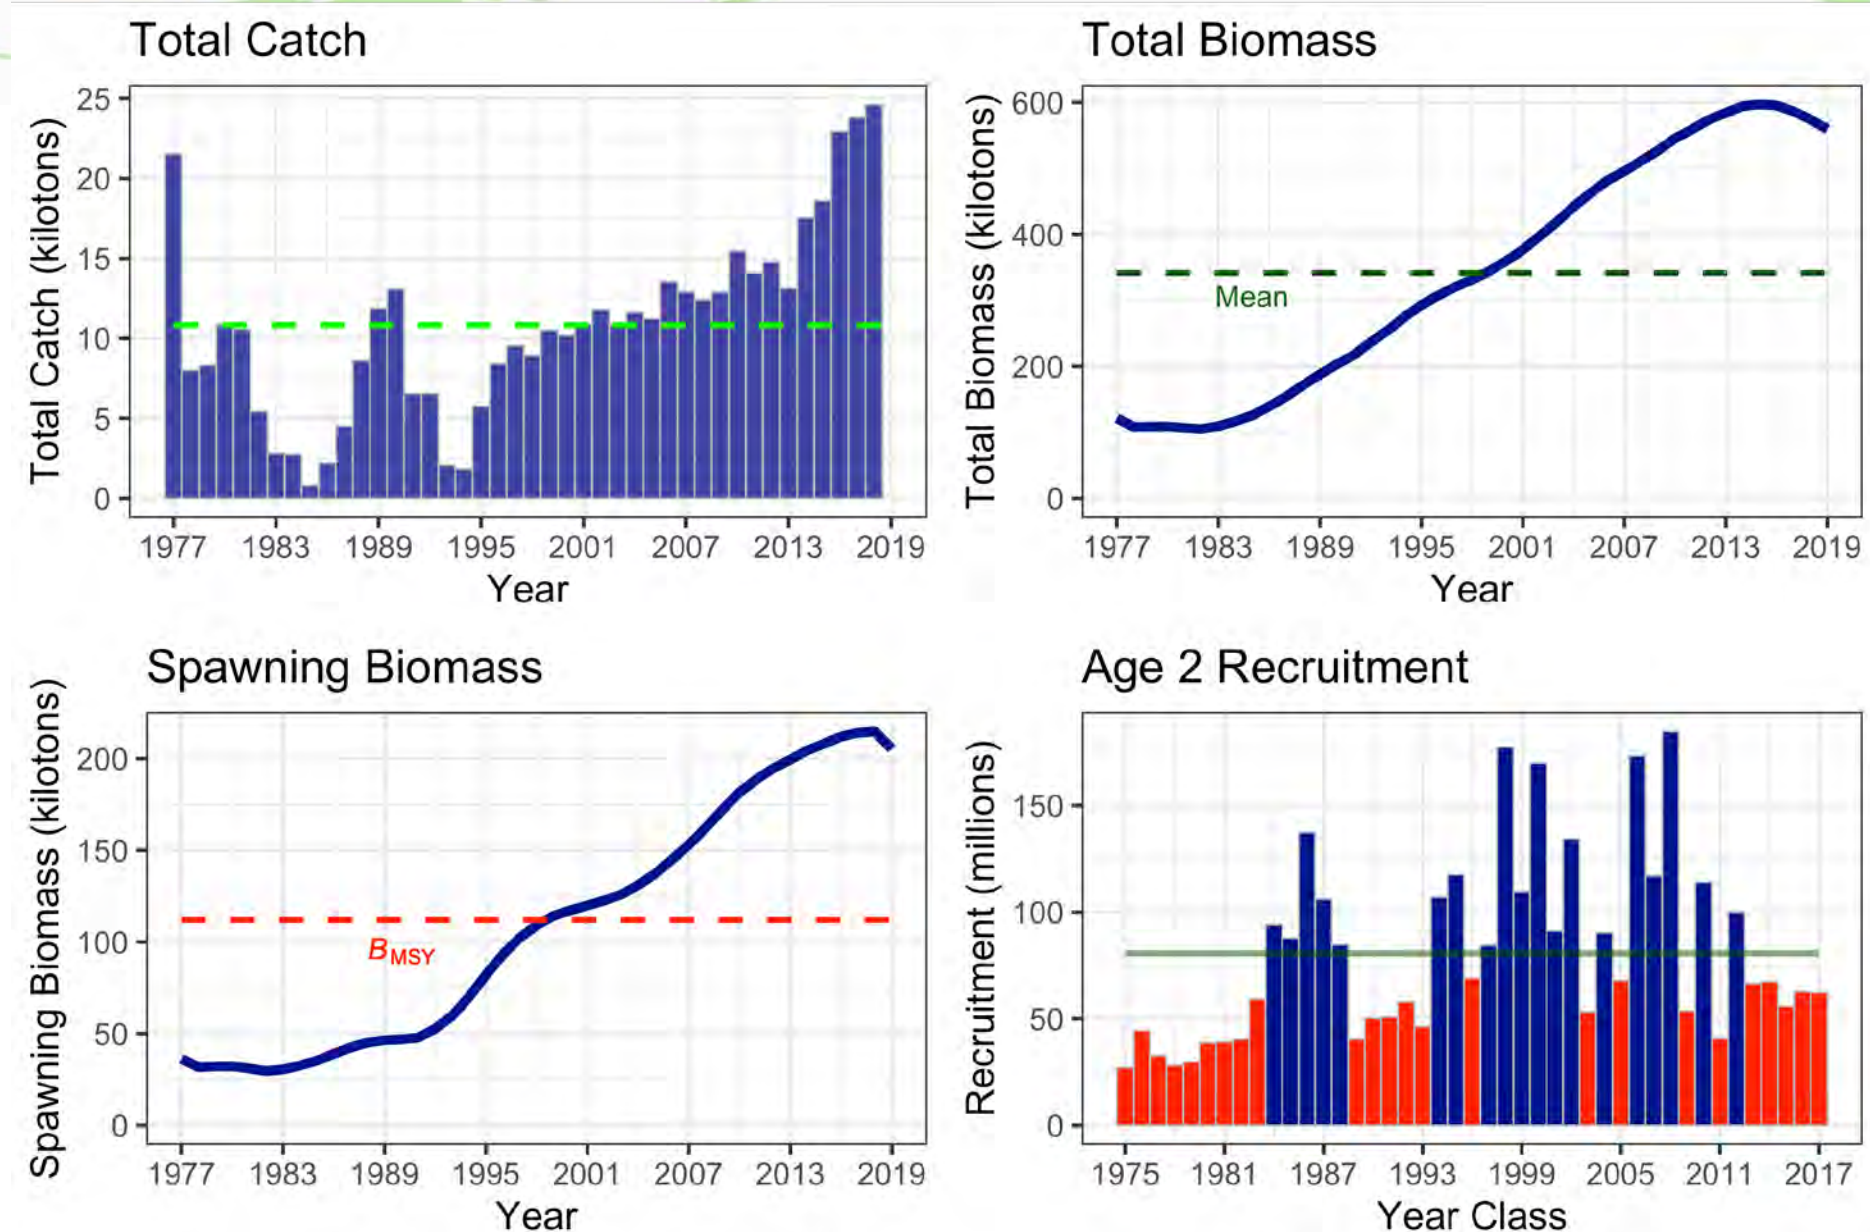 Total Catch
Total Catch (kilotons)
25
20
15
10
5
0
1977 1983 1989 1995 2001 2007 2013 2019
Year
Total Biomass
Total Biomass (kilotons)
600
400
200
0
Mean
1977 1983 1989 1995 2001 2007 2013 2019
Year
Spawning Biomass
Spawning Biomass (kilotons)
200
150
100
50
0
BMSY
1977 1983 1989 1995 2001 2007 2013 2019
Year
Age 2 Recruitment
Recruitment (millions)
150
100
50
0
1975 1981 1987 1993 1999 2005 2011 2017
Year Class